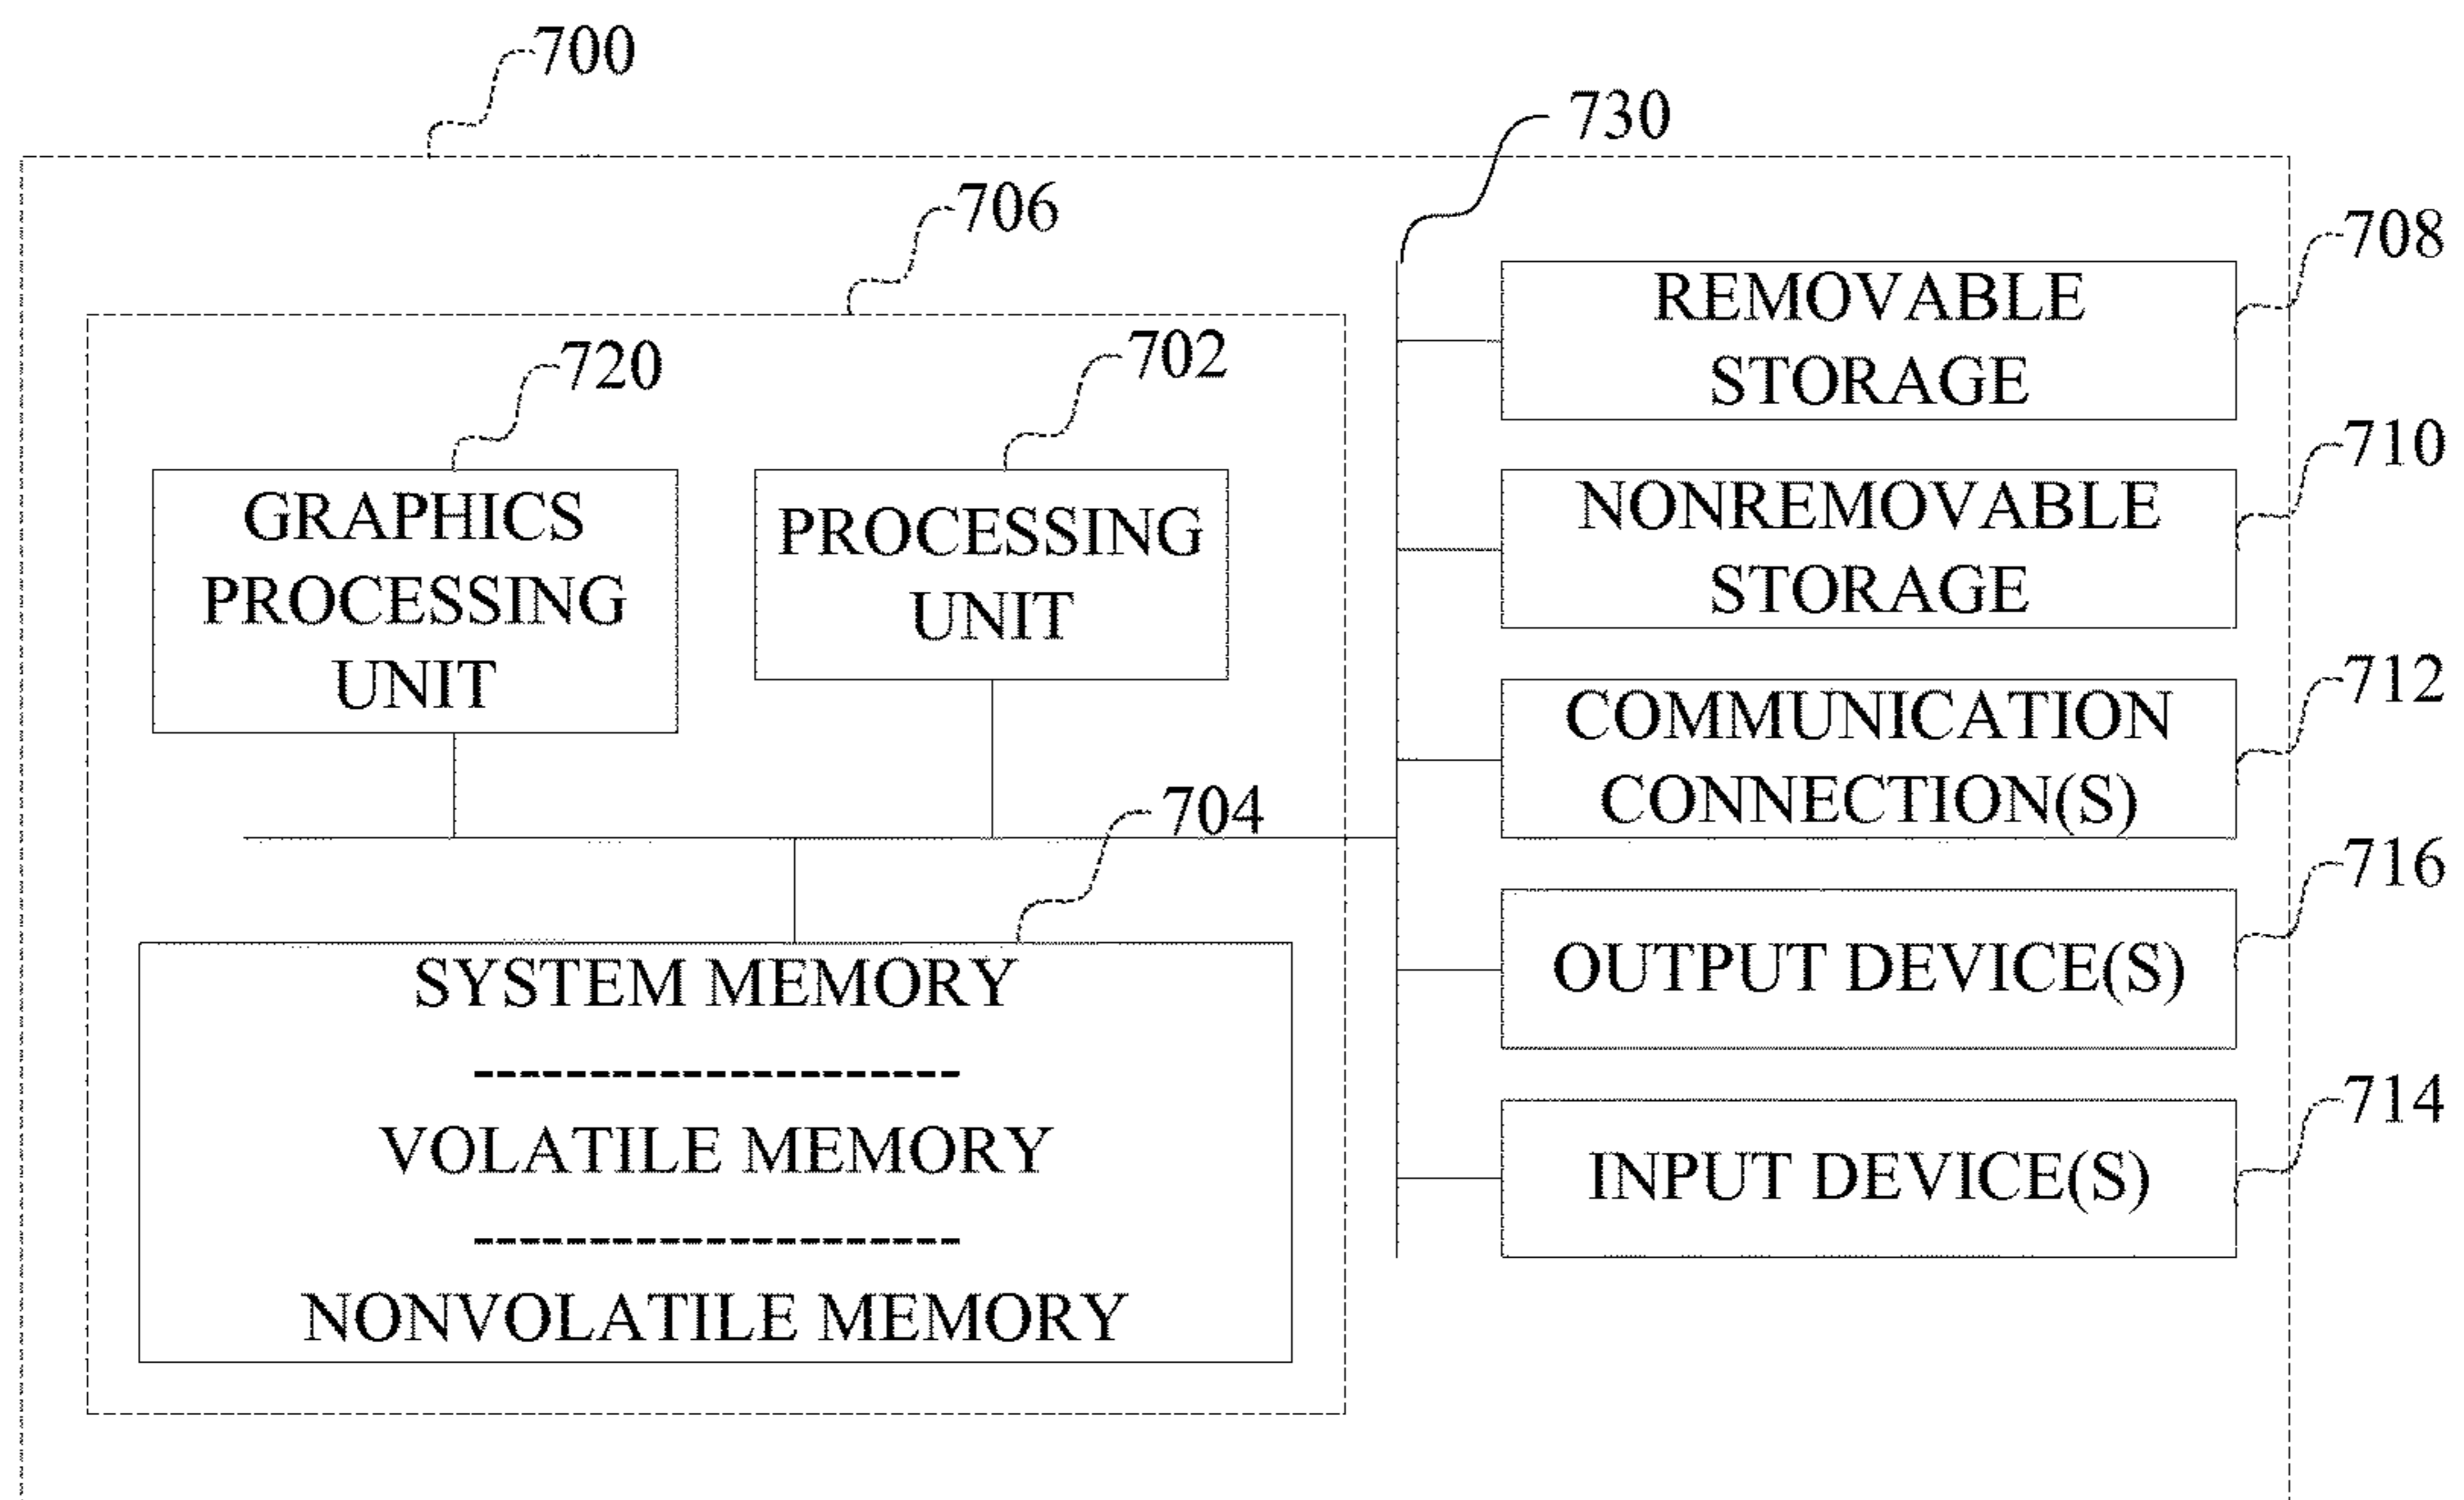 700
730
706
708
REMOVABLE
STORAGE
720
702
710
GRAPHICS
PROCESSING
UNIT
PROCESSING
UNIT
NONREMOVABLE
STORAGE
712
COMMUNICATION
CONNECTION(S)
704
716
SYSTEM MEMORY
OUTPUT DEVICE(S)
VOLATILE MEMORY
714
INPUT DEVICE(S)
NONVOLATILE MEMORY